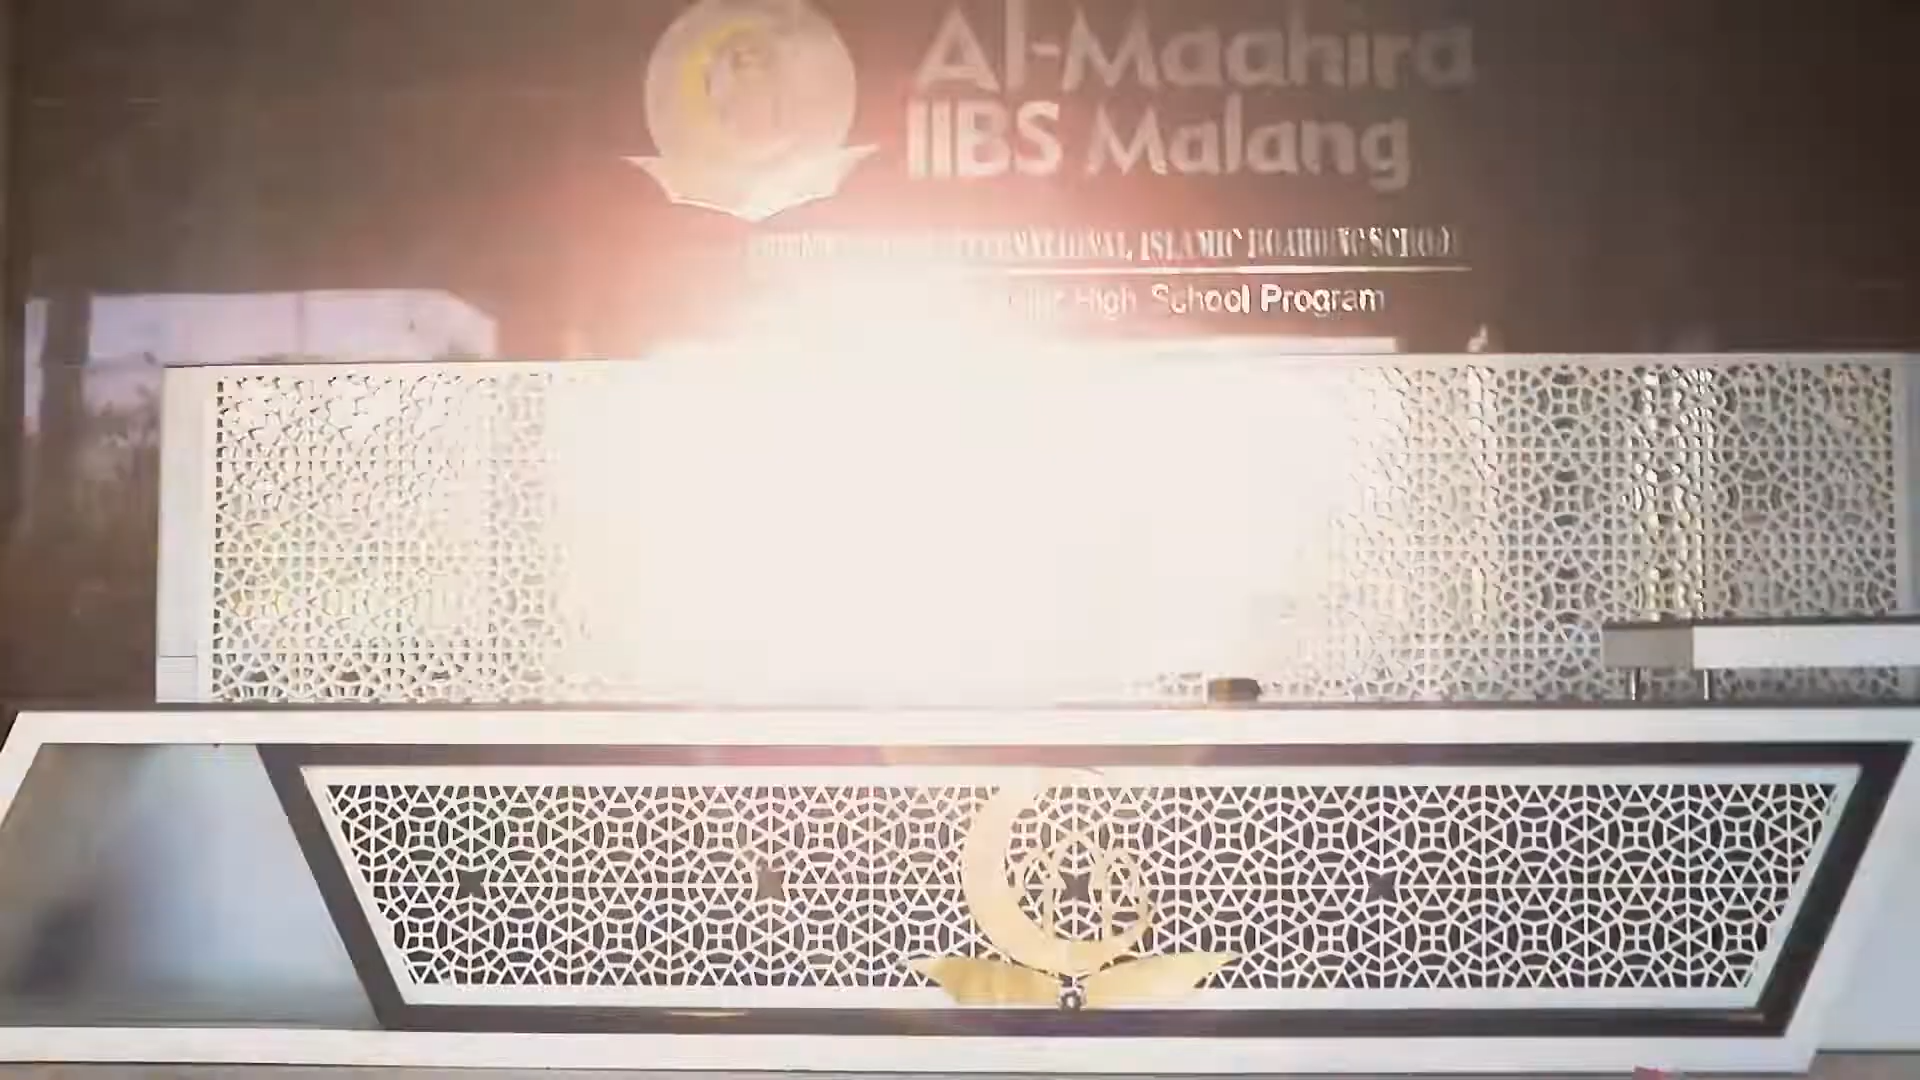 Al-Maahira
IIBS Malang
INTERNATIONAL ISLAMIC BOARDING SCHOOL
High School Program